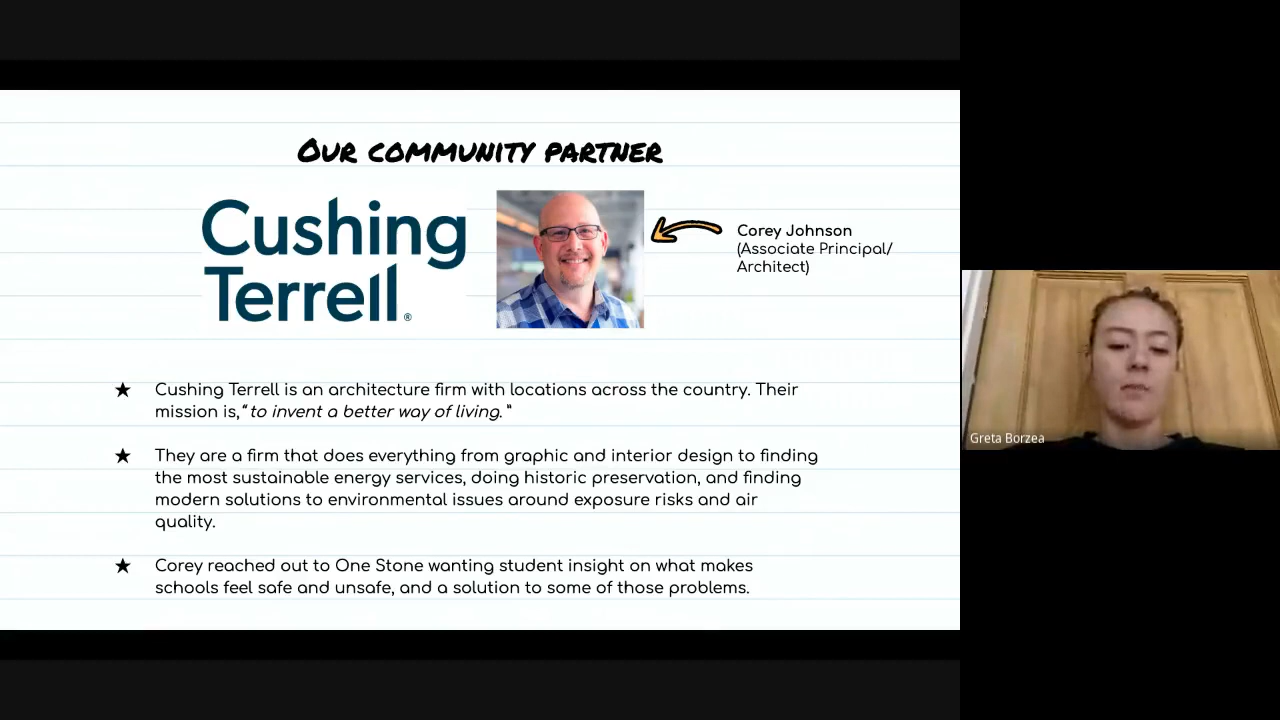 Our community partner
Cushing
Terrell®
Corey Johnson
(Associate Principal/
Architect)
★ Cushing Terrell is an architecture firm with locations across the country. Their
mission is,“ to invent a better way of living. ”
★ They are a firm that does everything from graphic and interior design to finding
the most sustainable energy services, doing historic preservation, and finding
modern solutions to environmental issues around exposure risks and air
quality.
★ Corey reached out to One Stone wanting student insight on what makes
schools feel safe and unsafe, and a solution to some of those problems.
Greta Borzea